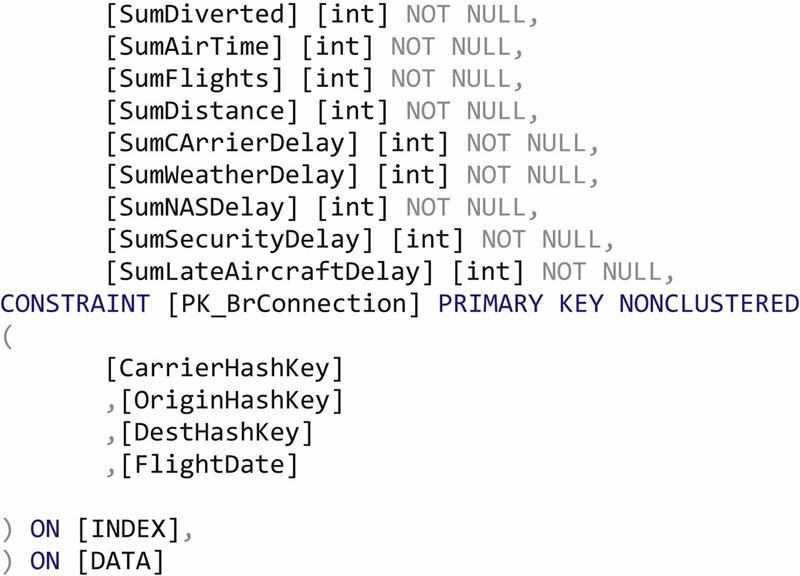 [SumDiverted] [int] NOT NULL,
[SumAirTime] [int] NOT NULL,
[SumFlights] [int] NOT NULL,
[SumDistance] [int] NOT NULL,
[SumCArrierDelay] [int] NOT NULL,
[SumWeatherDelay] [int] NOT NULL,
[SumNASDelay] [int] NOT NULL,
[SumSecurityDelay] [int] NOT NULL,
[SumLateAircraftDelay] [int] NOT NULL,
CONSTRAINT [PK_BrConnection] PRIMARY KEY NONCLUSTERED
(
[CarrierHashKey]
,[OriginHashKey]
,[DestHashKey]
,[FlightDate]
) ON [INDEX],
) ON [DATA]